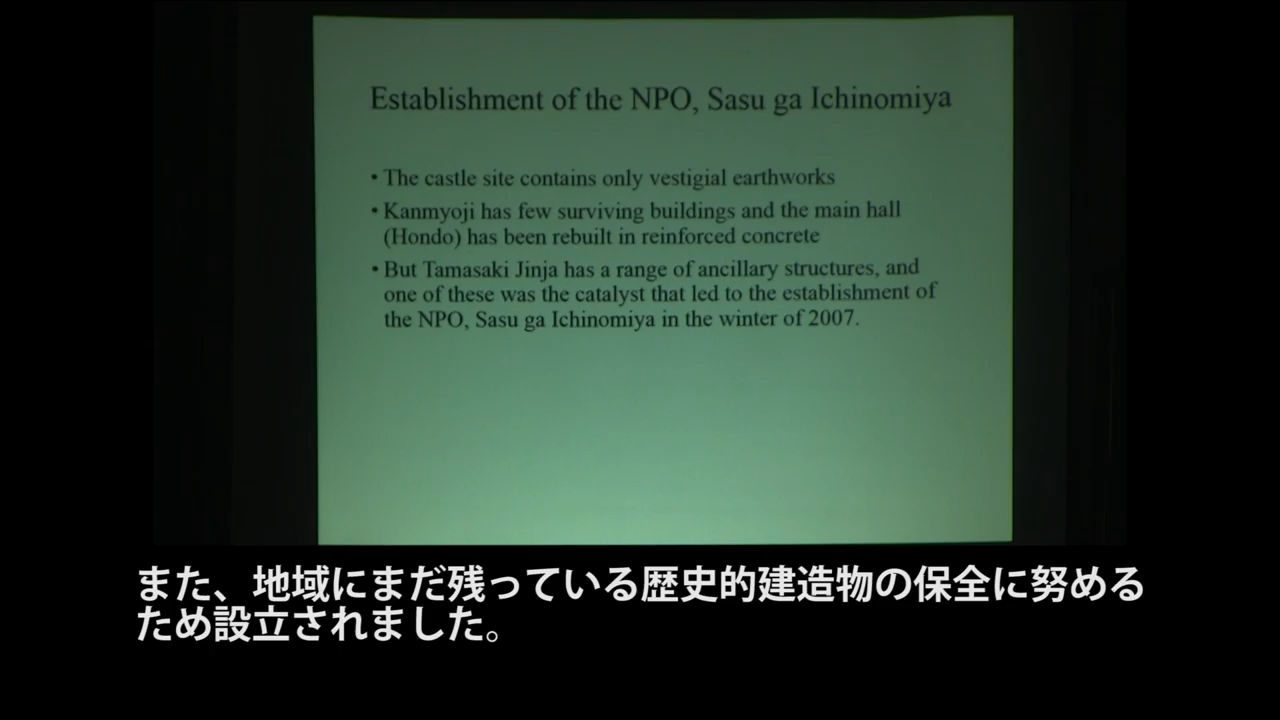 Establishment of the NPO, Sasu ga Ichinomiya
• The castle site contains only vestigial earthworks
• Kanmyoji has few surviving buildings and the main hall
(Hondo) has been rebuilt in reinforced concrete
• But Tamasaki Jinja has a range of ancillary structures, and
one of these was the catalyst that led to the establishment of
the NPO, Sasu ga Ichinomiya in the winter of 2007.
また、地域にまだ残っている歴史的建造物の保全に努める
ため設立されました。